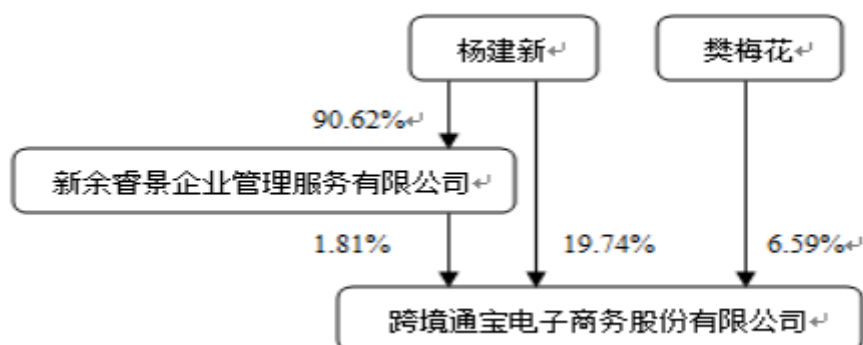 杨建新↵
樊梅花↵
90.62%↵
新余睿景企业管理服务有限公司↵
1.81%
19.74%
6.59%↵
跨境通宝电子商务股份有限公司↵